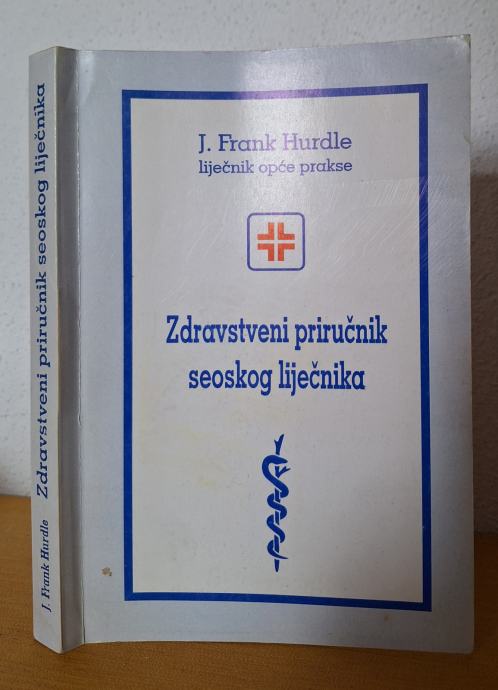 J. Frank Hurdle
liječnik opće prakse
Zdravstveni priručnik
seoskog liječnika
J. Frank Hurdle Zdravstveni priručnik seoskog liječnika